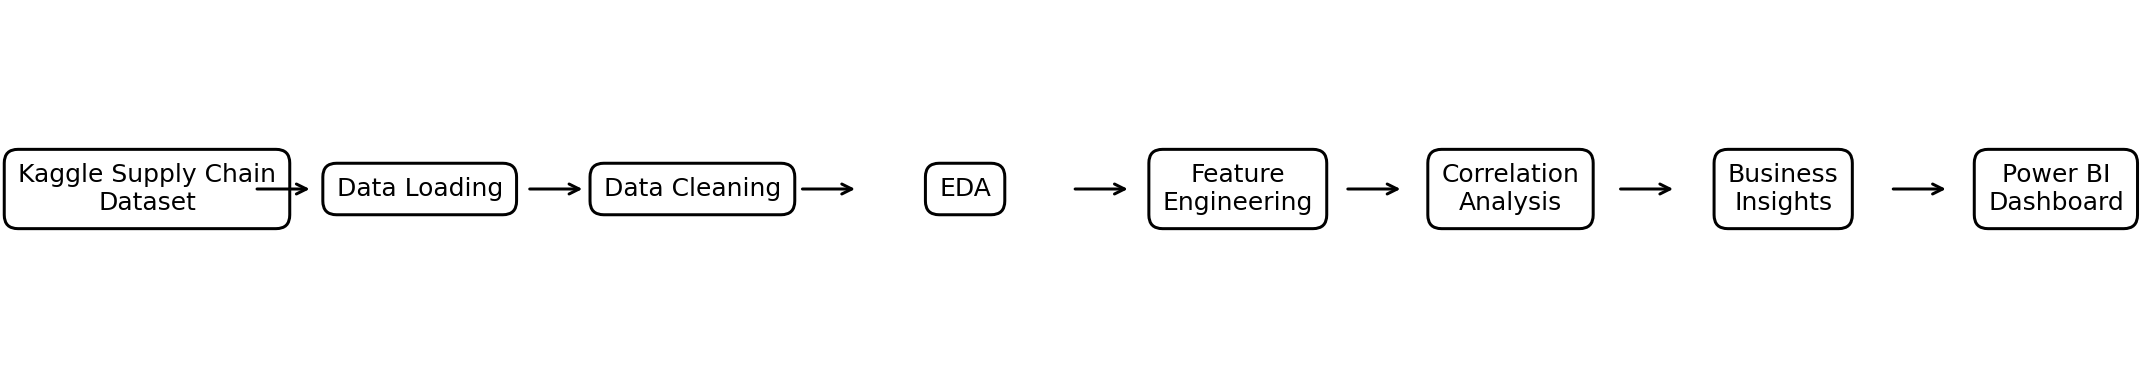 Kaggle Supply Chain
Dataset
Data Loading
Data Cleaning
EDA
Feature
Engineering
Correlation
Analysis
Business
Insights
Power BI
Dashboard